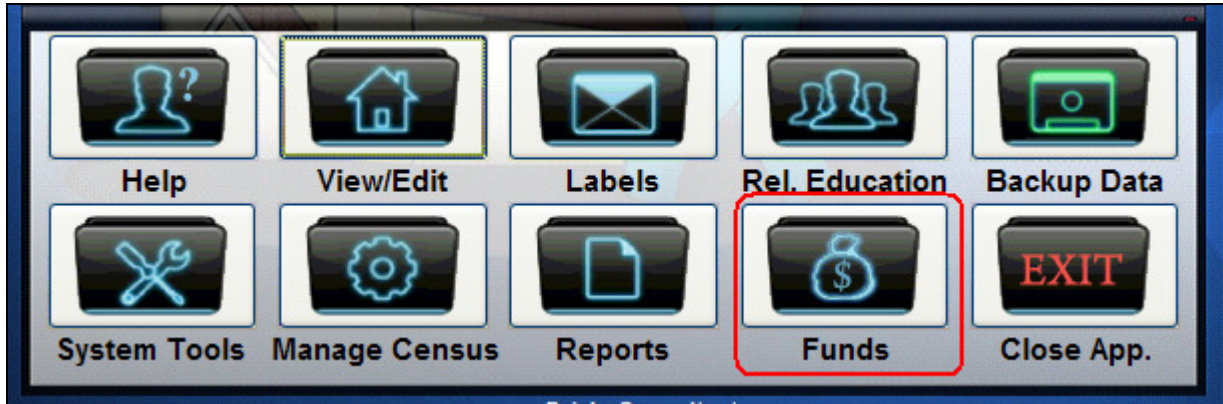 ?
Help
View/Edit
Labels
Rel. Education
Backup Data
$
EXIT
System Tools
Manage Census
Reports
Funds
Close App.